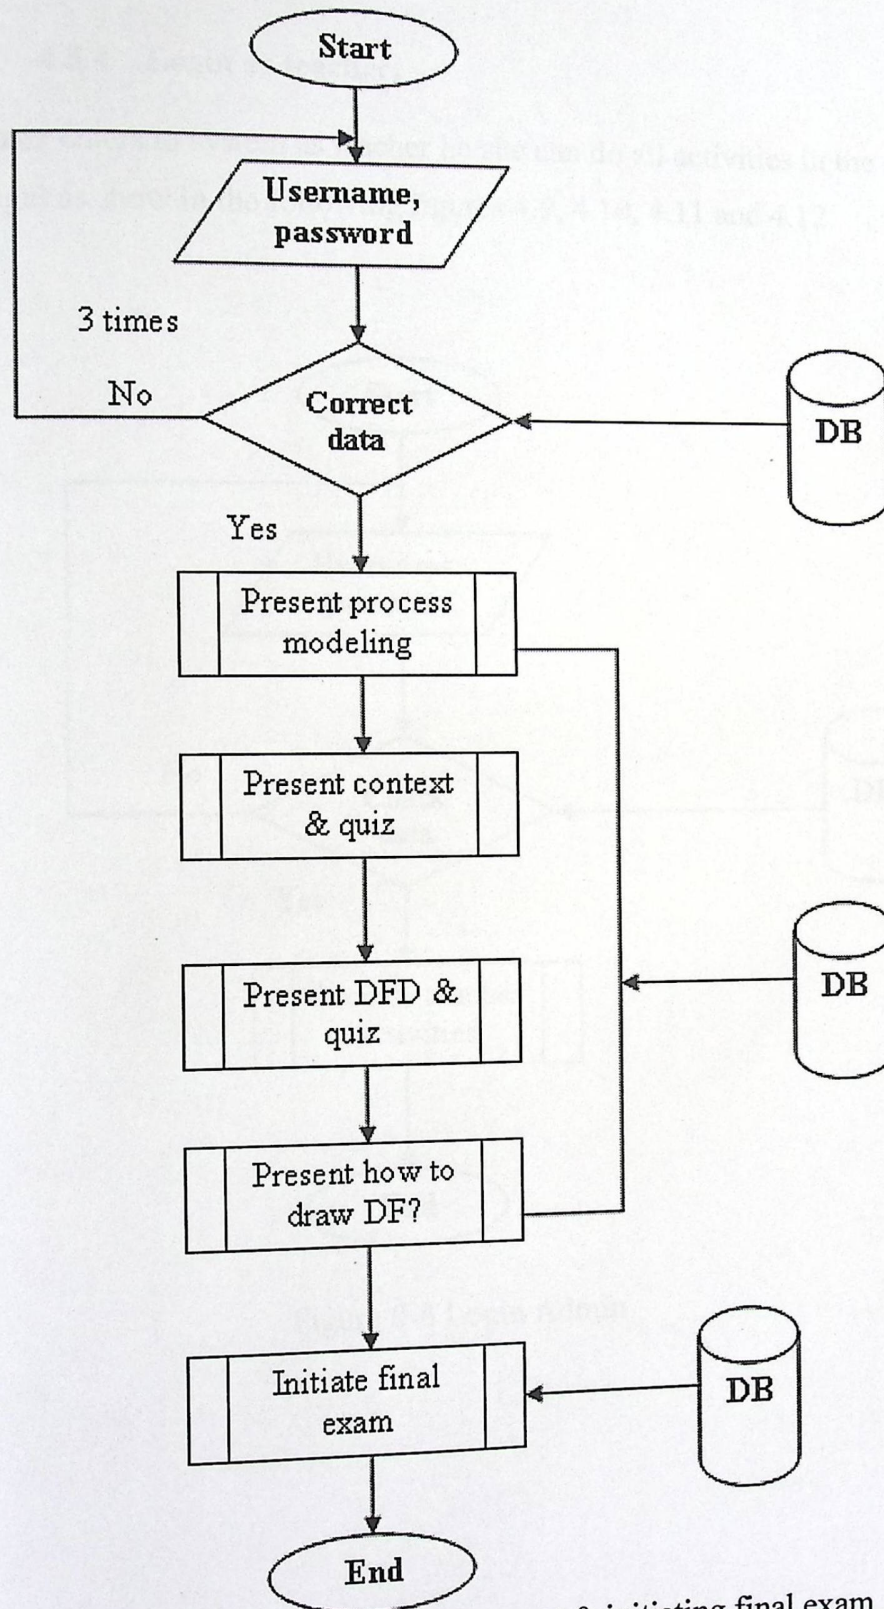 Start
Username,
password
3 times
No
Correct
data
DB
Yes
Present process
modeling
Present context
& quiz
Present DFD &
quiz
DB
Present how to
draw DF?
Initiate final
exam
DB
End
& initiating final exam